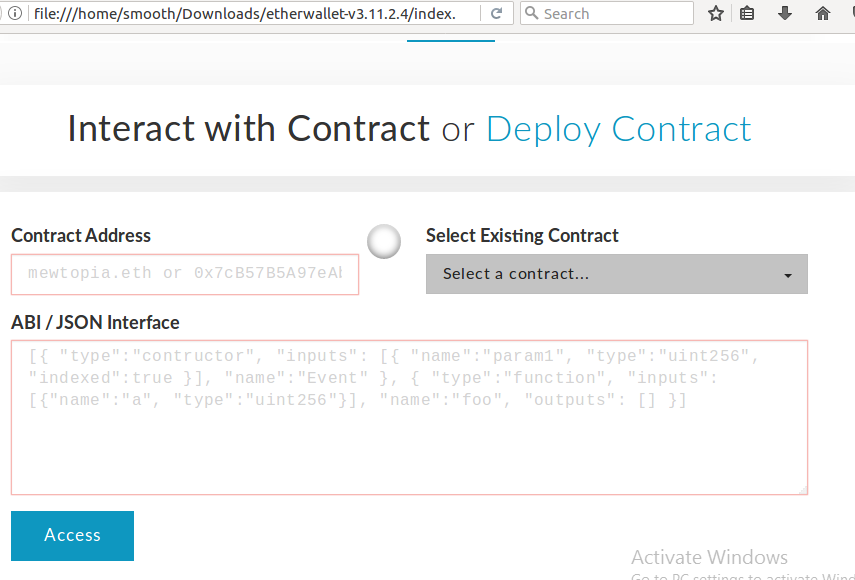 file:///home/smooth/Downloads/etherwallet-v3.11.2.4/index.
Search
Interact with Contract or Deploy Contract
Contract Address
Select Existing Contract
mewtopia.eth or 0x7cB57B5A97eAb
Select a contract...
ABI / JSON Interface
[{ "type":"contructor", "inputs": [{ "name":"param1", "type":"uint256",
"indexed":true }], "name":"Event" }, { "type":"function", "inputs":
[{"name":"a", "type":"uint256"}], "name":"foo", "outputs": [] }]
Access
Activate Windows
Go to PC settings to activate Wind